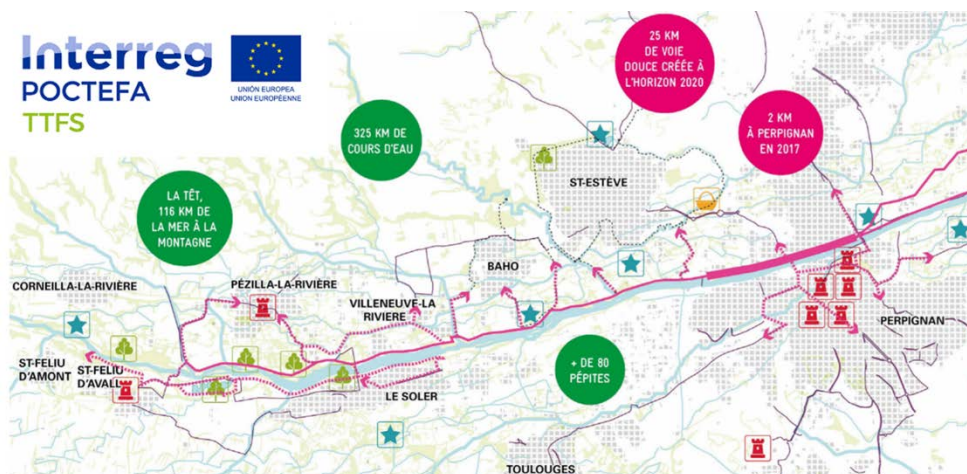 Interreg
POCTEFA
TTFS
UNIÓN EUROPEA
UNION EUROPÉENNE
25 KM
DE VOIE
DOUCE CRÉÉE À
L'HORIZON 2020
325 KM DE
COURS D'EAU
2 KM
À PERPIGNAN
EN 2017
LA TÊT,
116 KM DE
LA MER À LA
MONTAGNE
ST-ESTÈVE
BAHO
CORNEILLA-LA-RIVIÈRE
PÉZILLA-LA-RIVIÈRE
VILLENEUVE-LA
RIVIERE
PERPIGNAN
ST-FELIU
D'AMONT
ST-FELIU
D'AVALL
+ DE 80
PÉPITES
LE SOLER
TOULOUGES